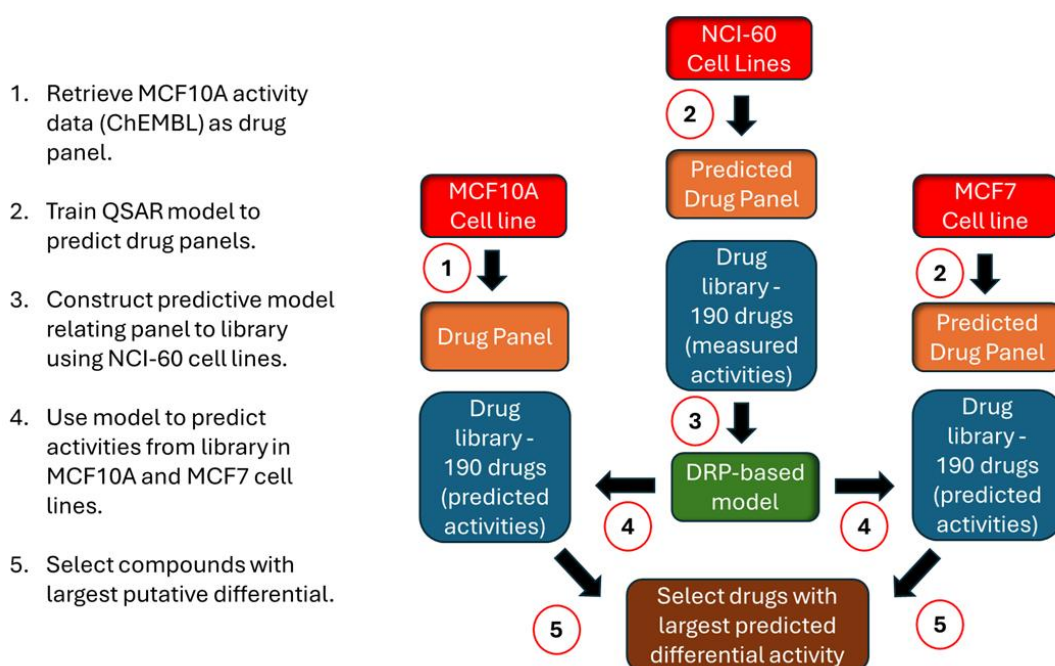 1. Retrieve MCF10A activity
data (ChEMBL) as drug
panel.
2. Train QSAR model to
predict drug panels.
3. Construct predictive model
relating panel to library
using NCI-60 cell lines.
4. Use model to predict
activities from library in
MCF10A and MCF7 cell
lines.
5. Select compounds with
largest putative differential.
NCI-60
Cell Lines
2
Predicted
Drug Panel
MCF10A
Cell line
MCF7
Cell line
1
2
Drug
library -
190 drugs
(measured
activities)
Drug Panel
Predicted
Drug Panel
3
Drug
library -
190 drugs
(predicted
activities)
DRP-based
model
Drug
library -
190 drugs
(predicted
activities)
4
4
Select drugs with
largest predicted
differential activity
5
5